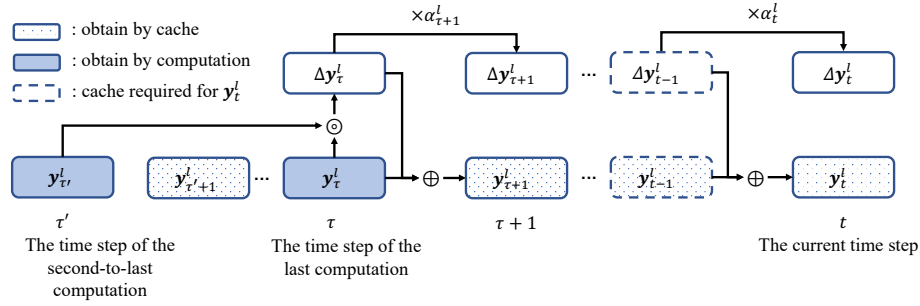 : obtain by cache
: obtain by computation
: cache required for 𝒚ₜˡ
×α_{τ+1}^l
×α_t^l
Δ𝒚_τ^l
Δ𝒚_{τ+1}^l
...
Δ𝒚_{t−1}^l
Δ𝒚_t^l
⊙
𝒚_{τ′}^l
𝒚_{τ′+1}^l
...
𝒚_τ^l
⊕
𝒚_{τ+1}^l
...
𝒚_{t−1}^l
⊕
𝒚_t^l
τ′
τ
τ + 1
t
The time step of the
second-to-last
computation
The time step of the
last computation
The current time step